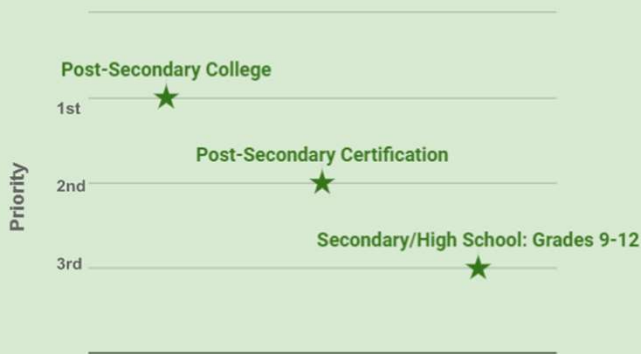 Post-Secondary College
1st
Post-Secondary Certification
2nd
Priority
Secondary/High School: Grades 9-12
3rd